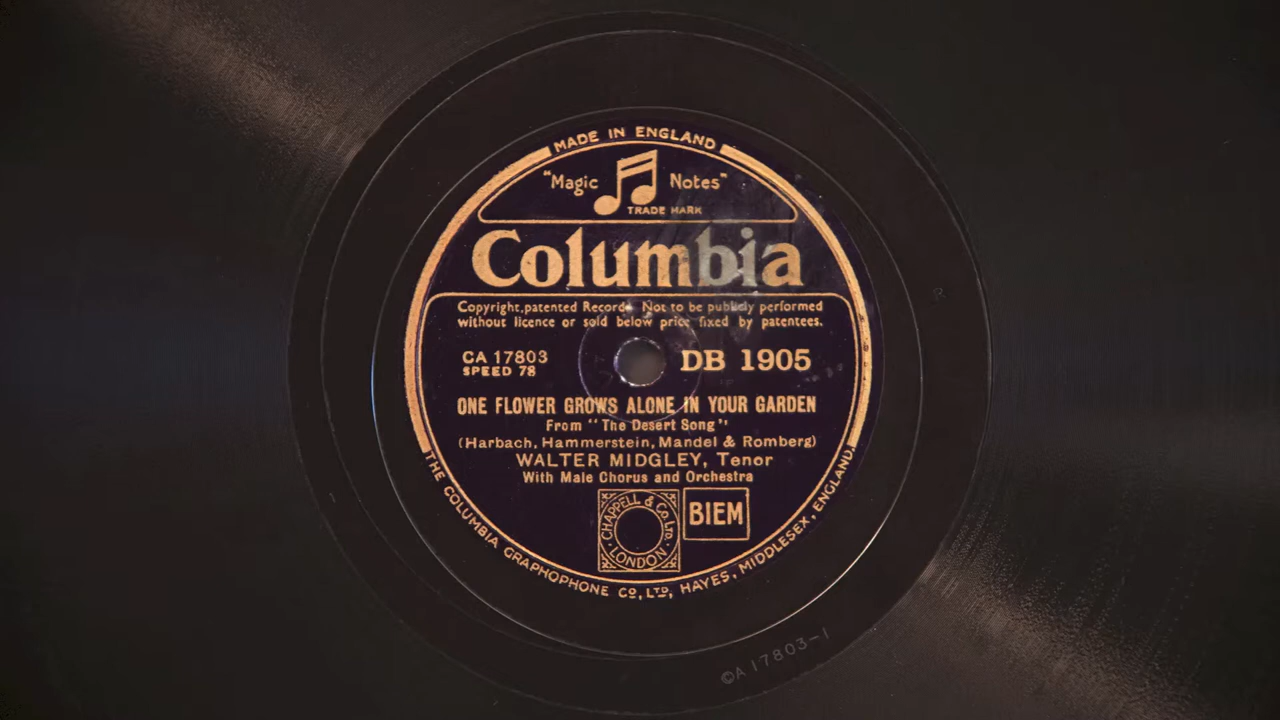 MADE IN ENGLAND
"Magic Notes"
TRADE MARK
Columbia
Copyright, patented Records Not to be publicly performed
without licence or sold below price fixed by patentees.
CA 17803
SPEED 78
DB 1905
ONE FLOWER GROWS ALONE IN YOUR GARDEN
From "The Desert Song"
(Harbach, Hammerstein, Mandel & Romberg)
WALTER MIDGLEY, Tenor
With Male Chorus and Orchestra
CHAPPELL & Co. LTD.
LONDON
BIEM
THE COLUMBIA GRAPHOPHONE Co, LTD, HAYES, MIDDLESEX, ENGLAND.
CA 17803-1
R